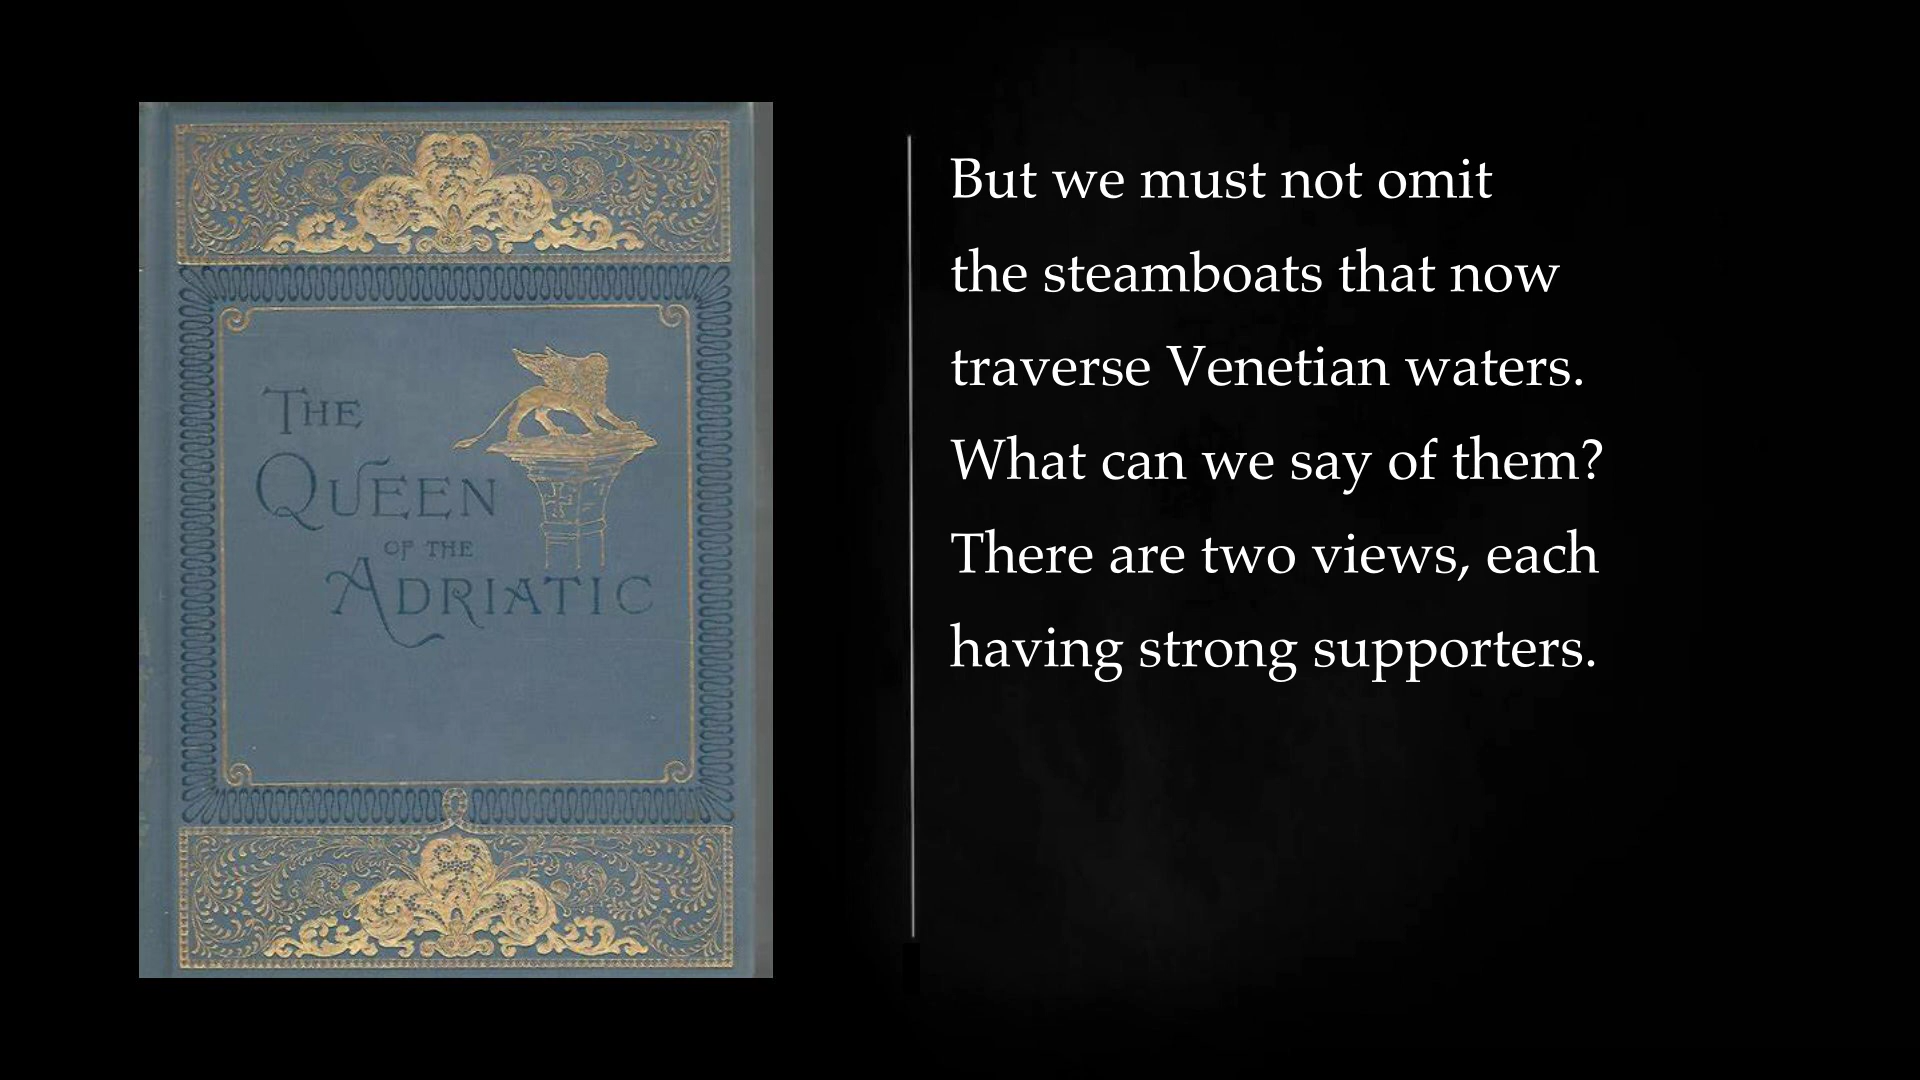 The
Queen
of the
Adriatic
But we must not omit
the steamboats that now
traverse Venetian waters.
What can we say of them?
There are two views, each
having strong supporters.